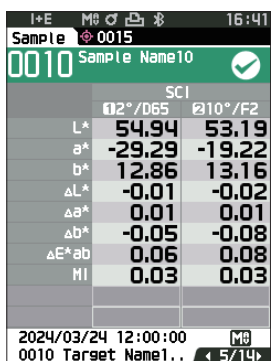 I+E M 16:41
Sample 0015
0010 Sample Name10
SCI
1 2°/D65 2 10°/F2
L* 54.94 53.19
a* -29.29 -19.22
b* 12.86 13.16
ΔL* -0.01 -0.02
Δa* 0.01 0.01
Δb* -0.05 -0.08
ΔE*ab 0.06 0.08
MI 0.03 0.03
2024/03/24 12:00:00 M
0010 Target Name1.. 5/14